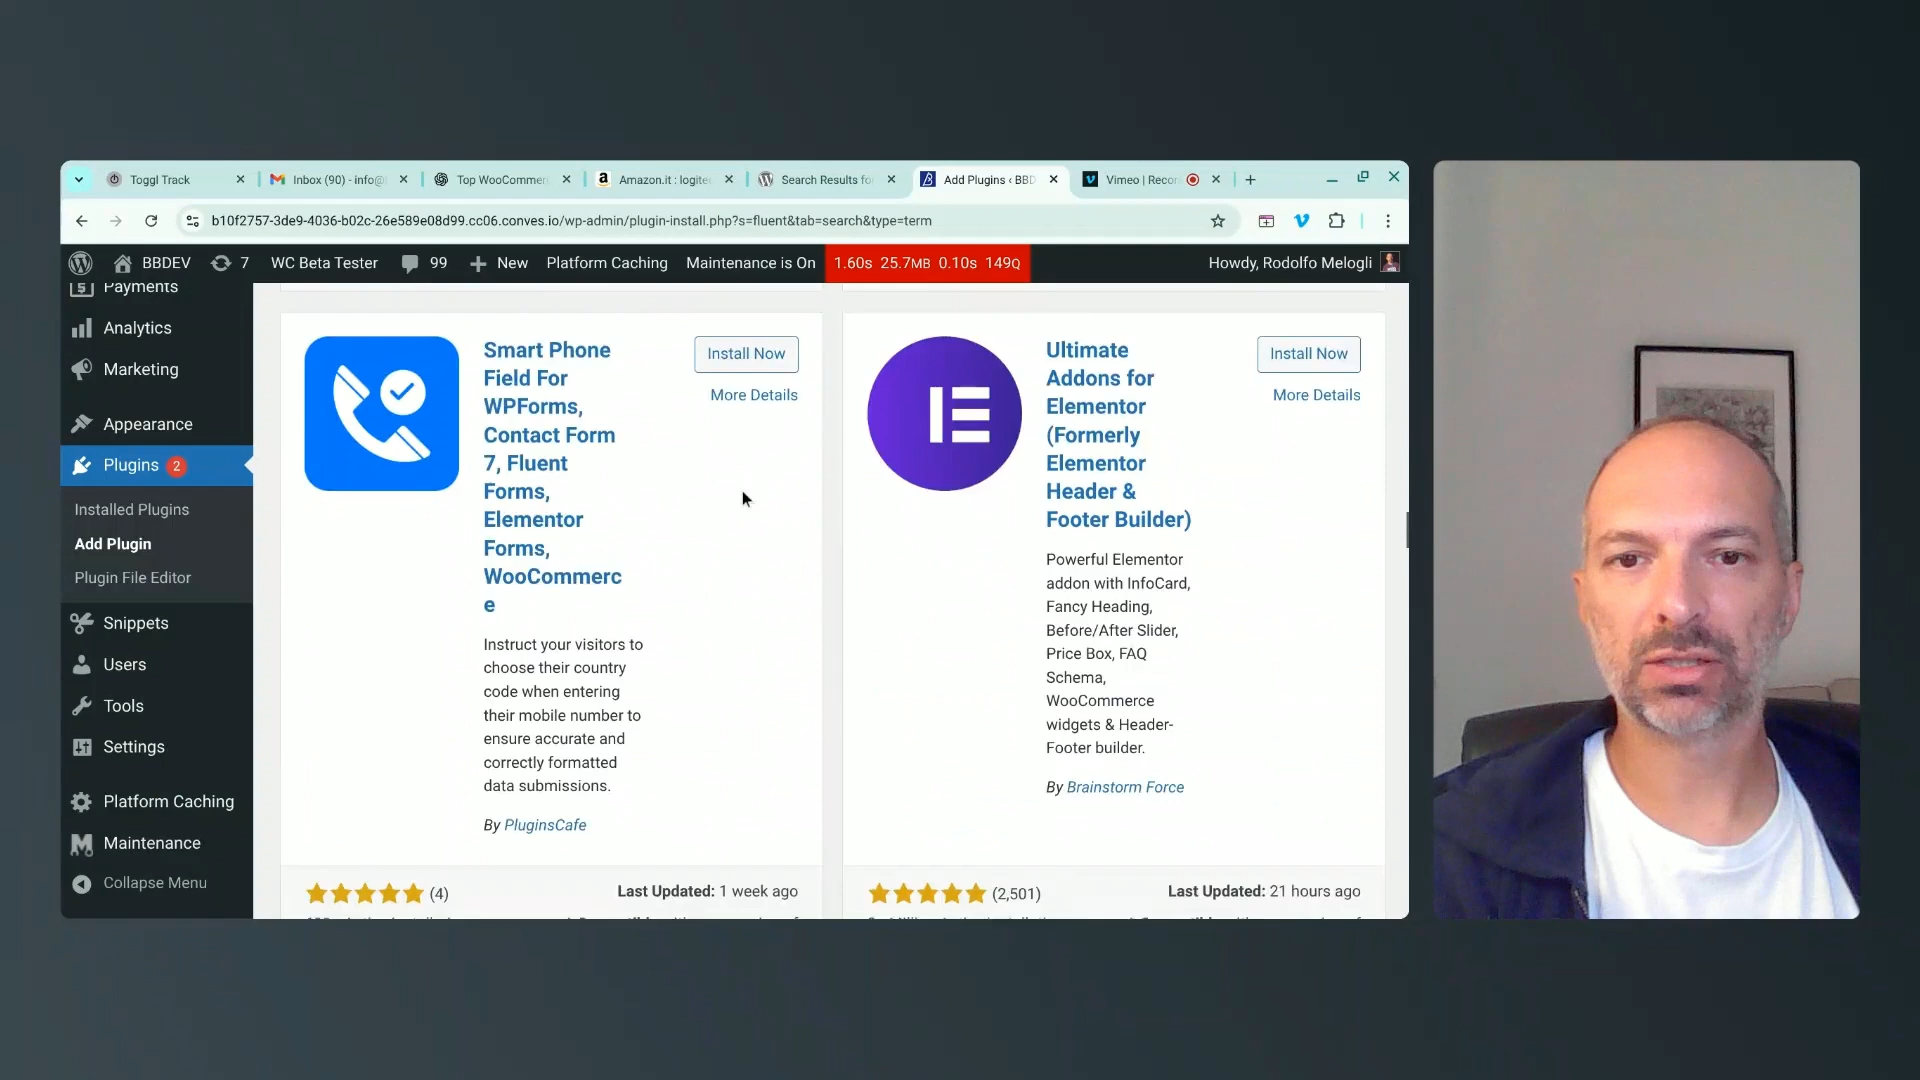 Toggl Track
Inbox (90) - info@
Top WooCommer
Amazon.it : logite
Search Results fo
Add Plugins ‹ BBD
Vimeo | Recor
b10f2757-3de9-4036-b02c-26e589e08d99.cc06.conves.io/wp-admin/plugin-install.php?s=fluent&tab=search&type=term
BBDEV 7 WC Beta Tester 99 New Platform Caching Maintenance is On 1.60s 25.7MB 0.10s 149Q Howdy, Rodolfo Melogli
Payments
Analytics
Marketing
Appearance
Plugins 2
Installed Plugins
Add Plugin
Plugin File Editor
Snippets
Users
Tools
Settings
Platform Caching
Maintenance
Collapse Menu
Smart Phone
Field For
WPForms,
Contact Form
7, Fluent
Forms,
Elementor
Forms,
WooCommerc
e
Install Now
More Details
Instruct your visitors to
choose their country
code when entering
their mobile number to
ensure accurate and
correctly formatted
data submissions.
By PluginsCafe
(4)
Last Updated: 1 week ago
Ultimate
Addons for
Elementor
(Formerly
Elementor
Header &
Footer Builder)
Install Now
More Details
Powerful Elementor
addon with InfoCard,
Fancy Heading,
Before/After Slider,
Price Box, FAQ
Schema,
WooCommerce
widgets & Header-
Footer builder.
By Brainstorm Force
(2,501)
Last Updated: 21 hours ago